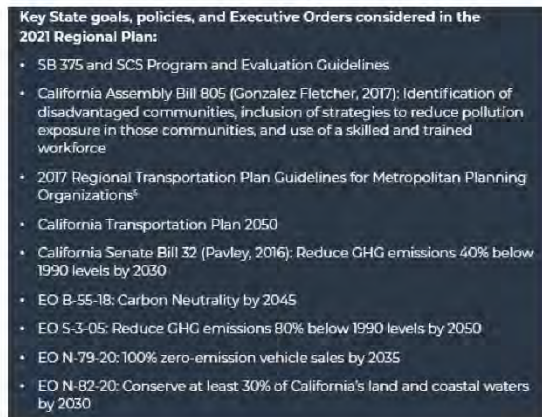 Key State goals, policies, and Executive Orders considered in the
2021 Regional Plan:
• SB 375 and SCS Program and Evaluation Guidelines
• California Assembly Bill 805 (Gonzalez Fletcher, 2017): Identification of
disadvantaged communities, inclusion of strategies to reduce pollution
exposure in those communities, and use of a skilled and trained
workforce
• 2017 Regional Transportation Plan Guidelines for Metropolitan Planning
Organizations⁵
• California Transportation Plan 2050
• California Senate Bill 32 (Pavley, 2016): Reduce GHG emissions 40% below
1990 levels by 2030
• EO B-55-18: Carbon Neutrality by 2045
• EO S-3-05: Reduce GHG emissions 80% below 1990 levels by 2050
• EO N-79-20: 100% zero-emission vehicle sales by 2035
• EO N-82-20: Conserve at least 30% of California's land and coastal waters
by 2030